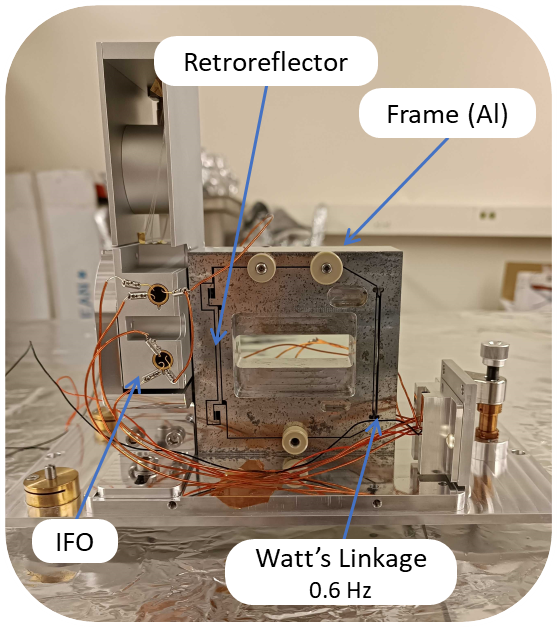 Retroreflector
Frame (Al)
IFO
Watt's Linkage
0.6 Hz